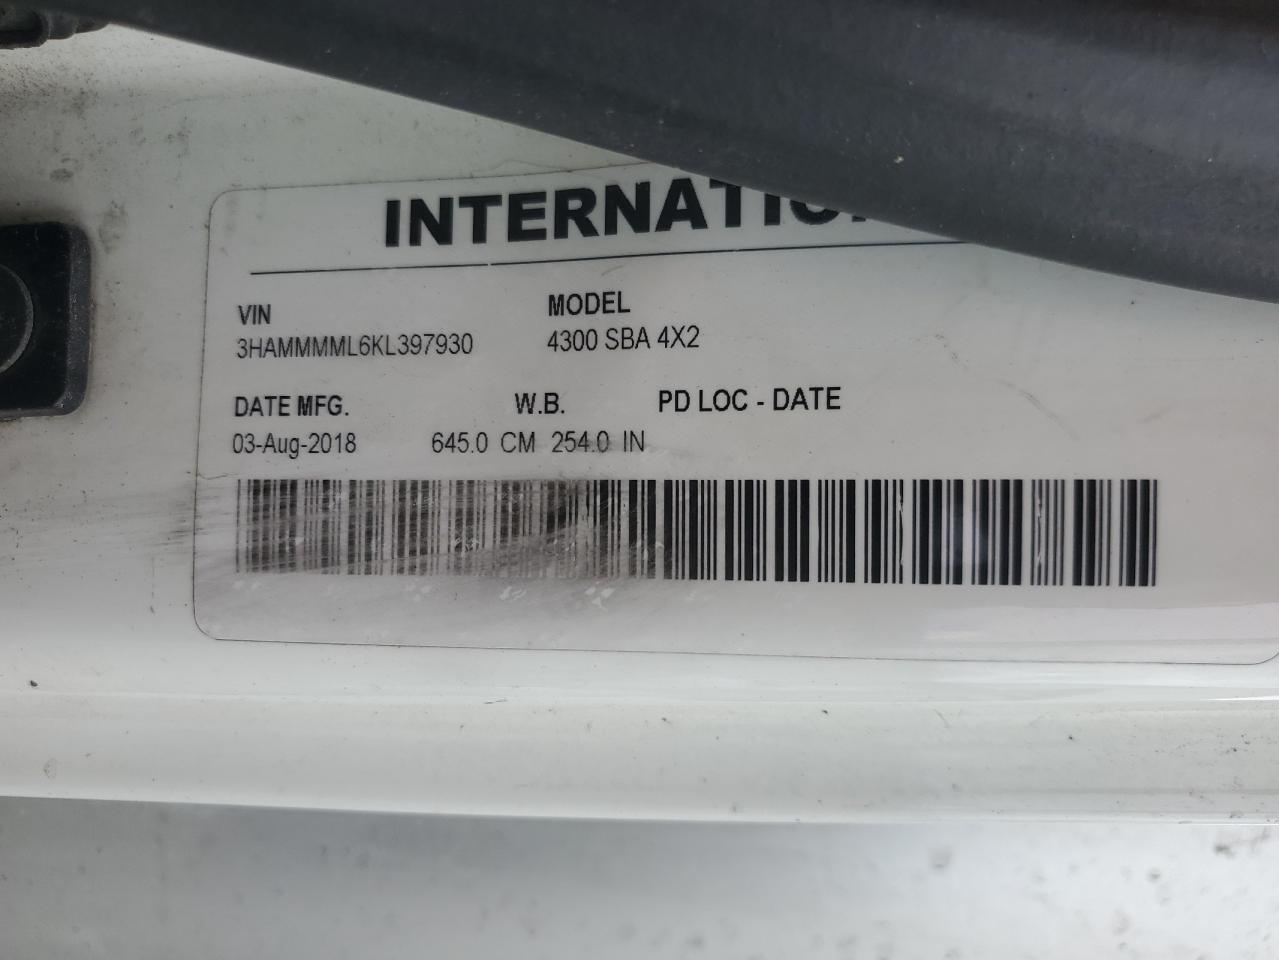 INTERNATIO
VIN MODEL
3HAMMMML6KL397930 4300 SBA 4X2
DATE MFG. W.B. PD LOC - DATE
03-Aug-2018 645.0 CM 254.0 IN